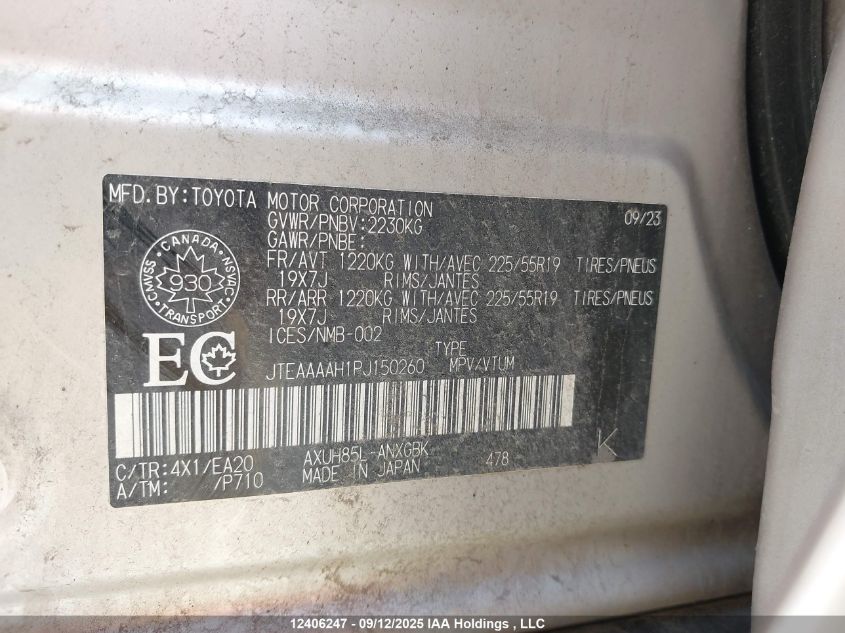 MFD.BY:TOYOTA MOTOR CORPORATION 09/23
GVWR/PNBV:2230KG
GAWR/PNBE:
FR/AVT 1220KG WITH/AVEC 225/55R19 TIRES/PNEUS
19X7J RIMS/JANTES
RR/ARR 1220KG WITH/AVEC 225/55R19 TIRES/PNEUS
19X7J RIMS/JANTES
ICES/NMB-002
CANADA
CMVSS 930 NSVAC
TRANSPORT
EC
TYPE
JTEAAAAH1PJ150260 MPV/VTUM
C/TR:4X1/EA20 AXUH85L-ANXGBK 478 K
A/TM: /P710 MADE IN JAPAN
12406247 - 09/12/2025 IAA Holdings , LLC